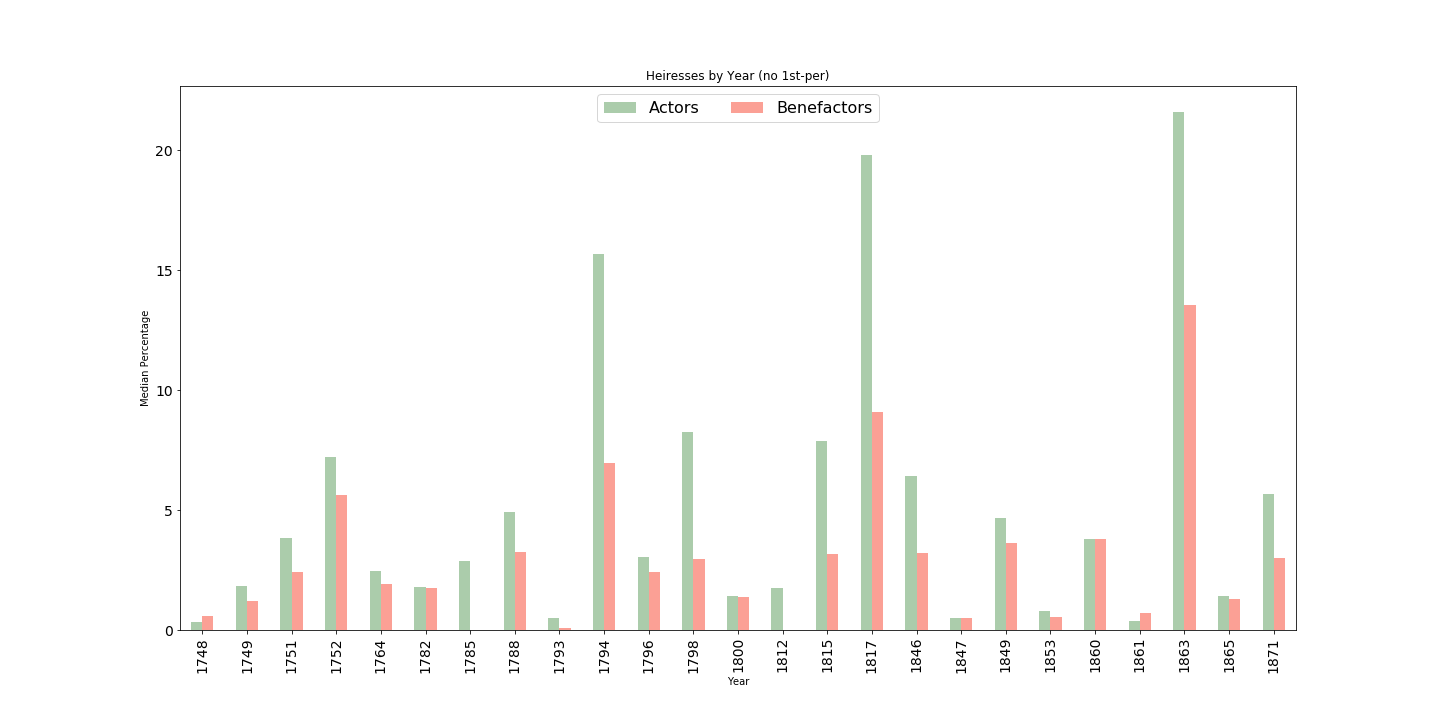 Heiresses by Year (no 1st-per)
Actors Benefactors
20
15
10
5
0
Median Percentage
1748 1749 1751 1752 1764 1782 1785 1788 1793 1794 1796 1798 1800 1812 1815 1817 1846 1847 1849 1853 1860 1861 1863 1865 1871
Year